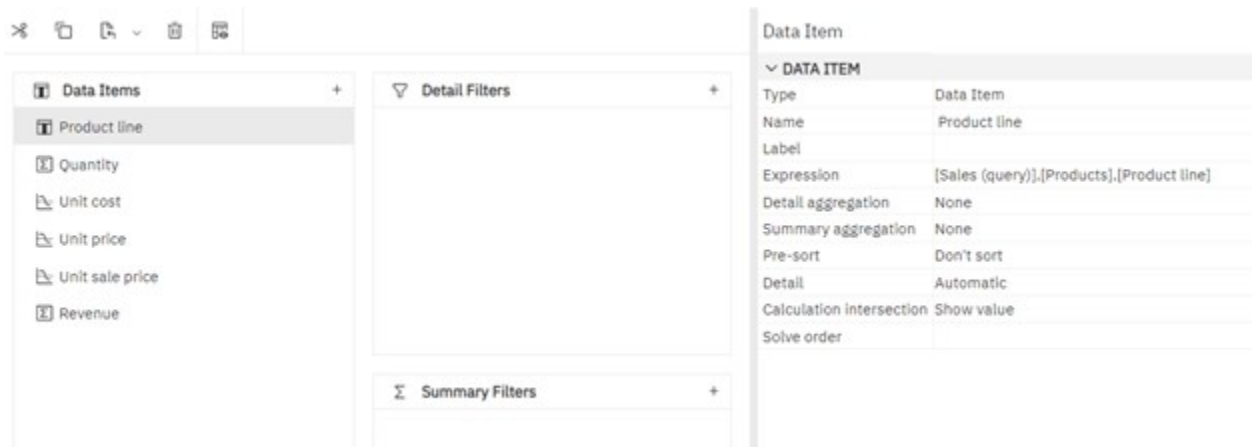 Data Items +
Product line
Quantity
Unit cost
Unit price
Unit sale price
Revenue
Detail Filters +
Summary Filters +
Data Item
DATA ITEM
Type Data Item
Name Product line
Label
Expression [Sales (query)].[Products].[Product line]
Detail aggregation None
Summary aggregation None
Pre-sort Don't sort
Detail Automatic
Calculation intersection Show value
Solve order